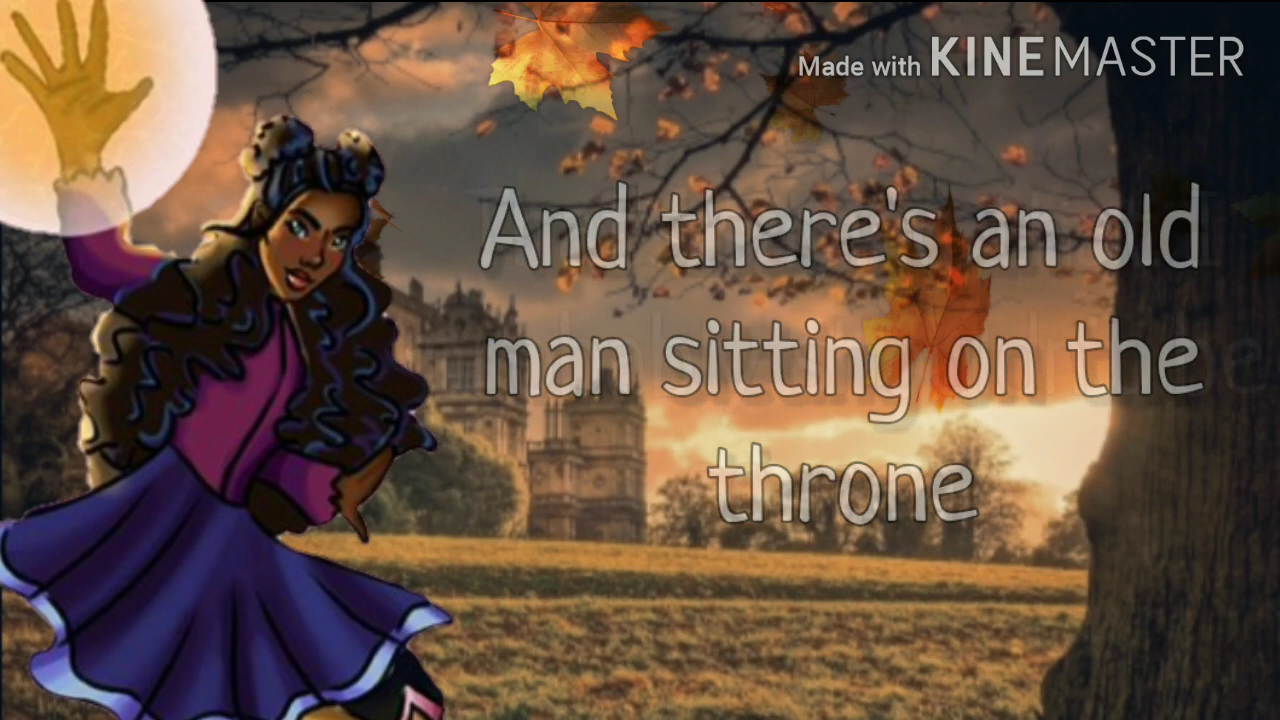 Made with KINEMASTER
And there's an old
man sitting on the
throne